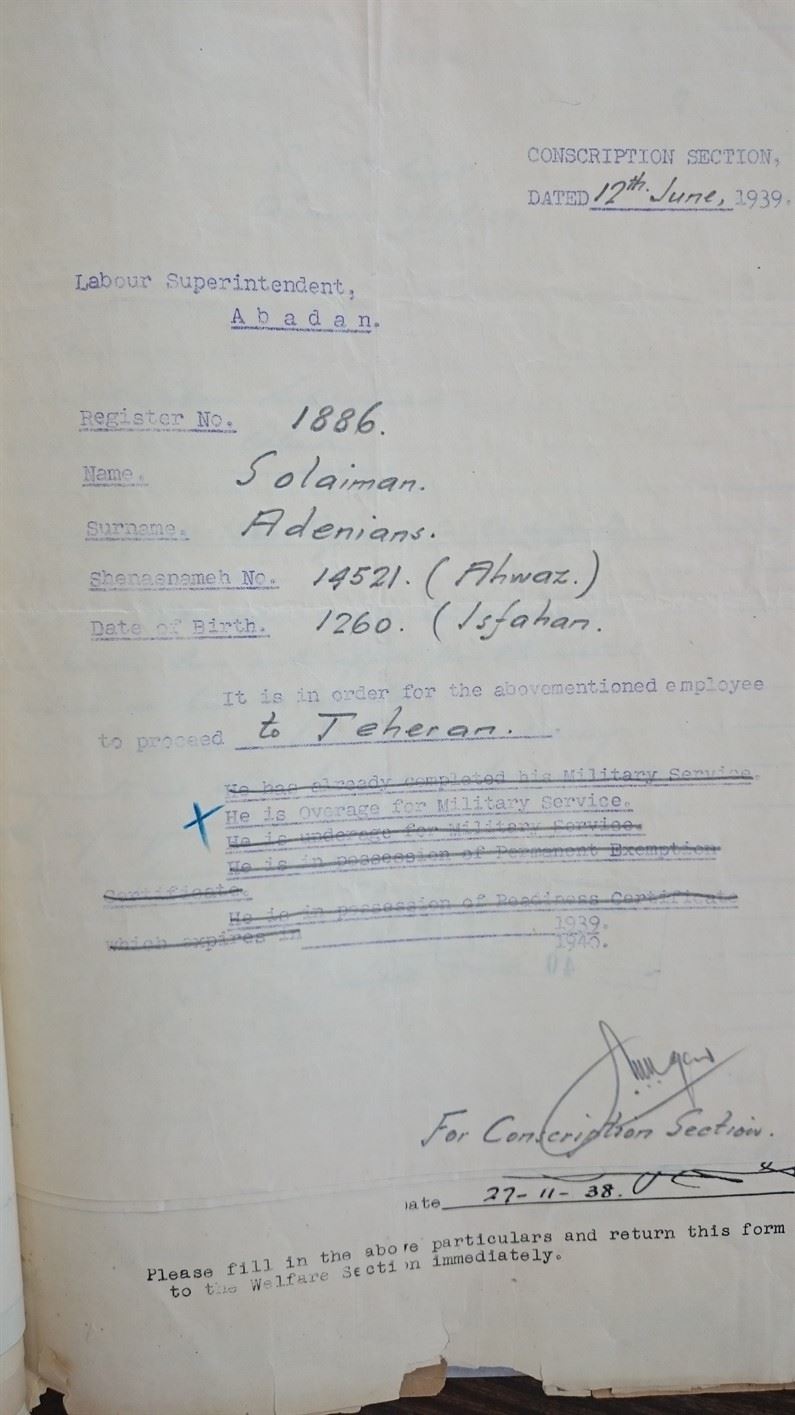 CONSCRIPTION SECTION,
DATED 12th. June, 1939.
Labour Superintendent,
Abadan.
Register No. 1886.
Name. Solaiman.
Surname. Adenians.
Shenasnameh No. 14521. (Ahwaz.)
Date of Birth. 1260. (Isfahan.
It is in order for the abovementioned employee
to proceed to Teheran.
He has already completed his Military Service.
X He is Overage for Military Service.
He is underage for Military Service.
He is in possession of Permanent Exemption
Certificate.
He is in possession of Readiness Certificate
1939.
which expires in
1940.
For Conscription Section.
ate 27-11-38.
Please fill in the above particulars and return this form
to the Welfare Section immediately.